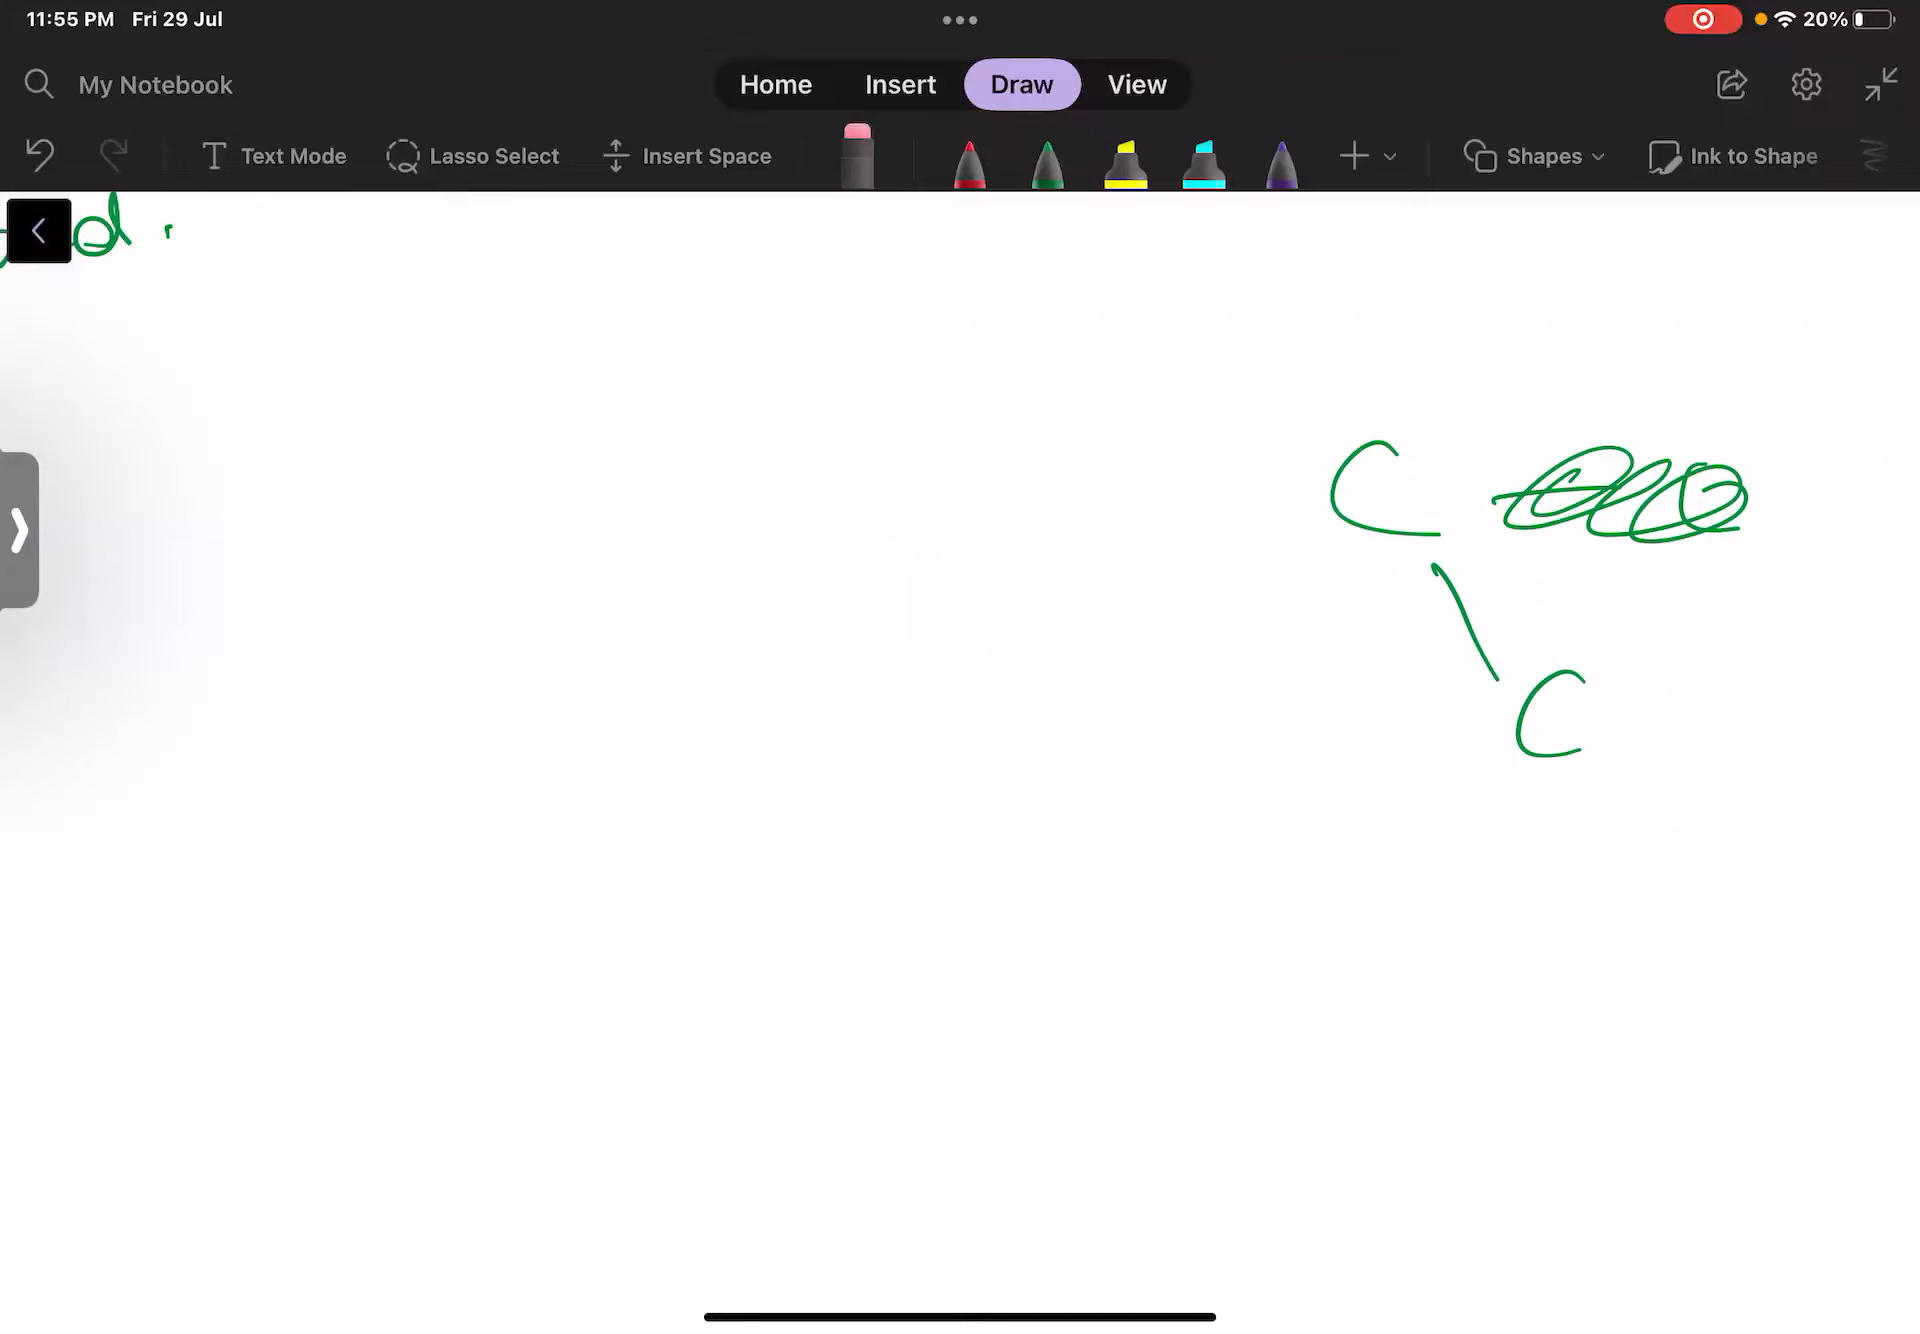 11:55 PM Fri 29 Jul 20%
My Notebook Home Insert Draw View
Text Mode Lasso Select Insert Space Shapes Ink to Shape
d
C
C